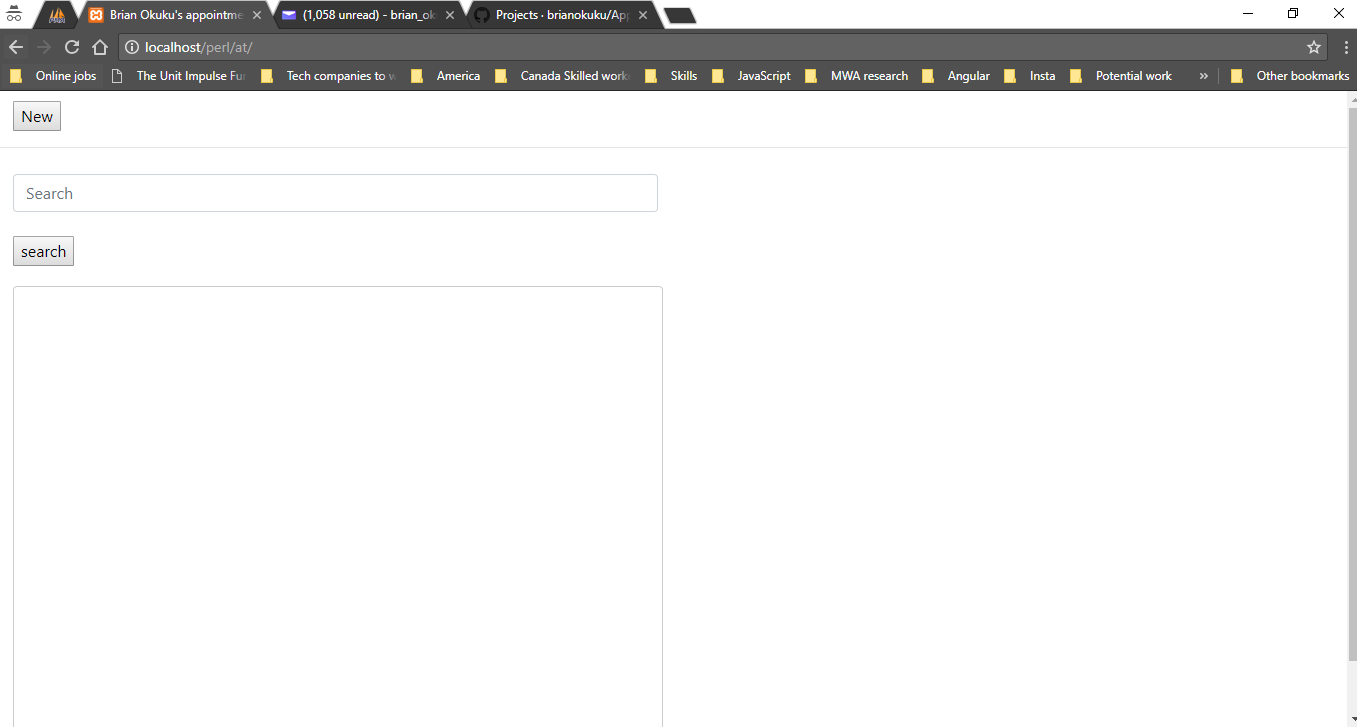 Brian Okuku's appointme
(1,058 unread) - brian_ok
Projects · brianokuku/App
localhost/perl/at/
Online jobs The Unit Impulse Fun Tech companies to w America Canada Skilled work Skills JavaScript MWA research Angular Insta Potential work » Other bookmarks
New
Search
search